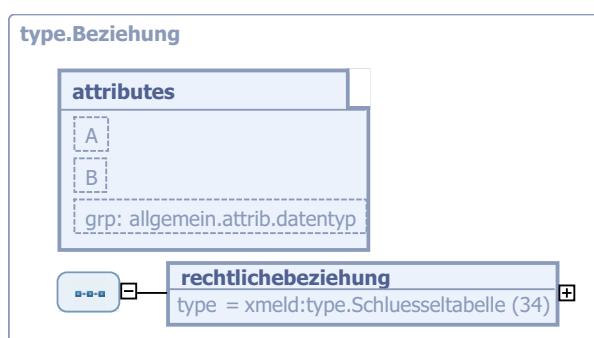 type.Beziehung
attributes
A
B
grp: allgemein.attrib.datentyp
rechtlichebeziehung
type = xmeld:type.Schluesseltabelle (34)